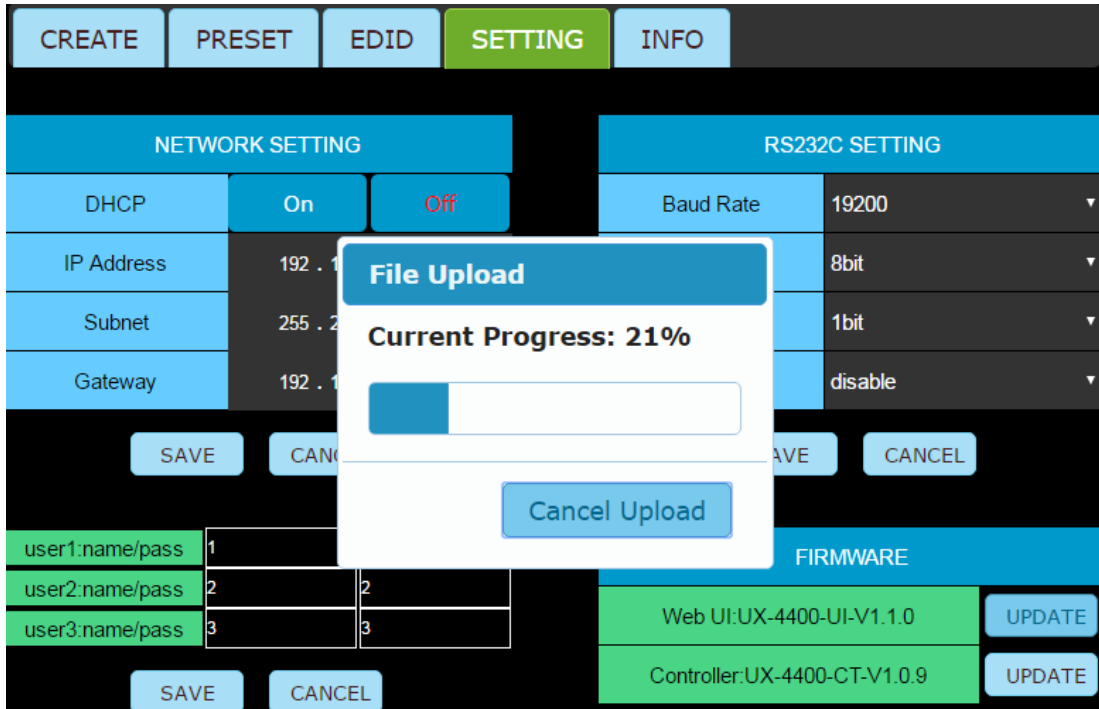 CREATE PRESET EDID SETTING INFO
NETWORK SETTING
DHCP On Off
IP Address 192 . 1
Subnet 255 . 2
Gateway 192 . 1
SAVE
RS232C SETTING
Baud Rate 19200
8bit
1bit
disable
CANCEL
File Upload
Current Progress: 21%
Cancel Upload
user1:name/pass 1
user2:name/pass 2 2
user3:name/pass 3 3
SAVE CANCEL
FIRMWARE
Web UI:UX-4400-UI-V1.1.0 UPDATE
Controller:UX-4400-CT-V1.0.9 UPDATE